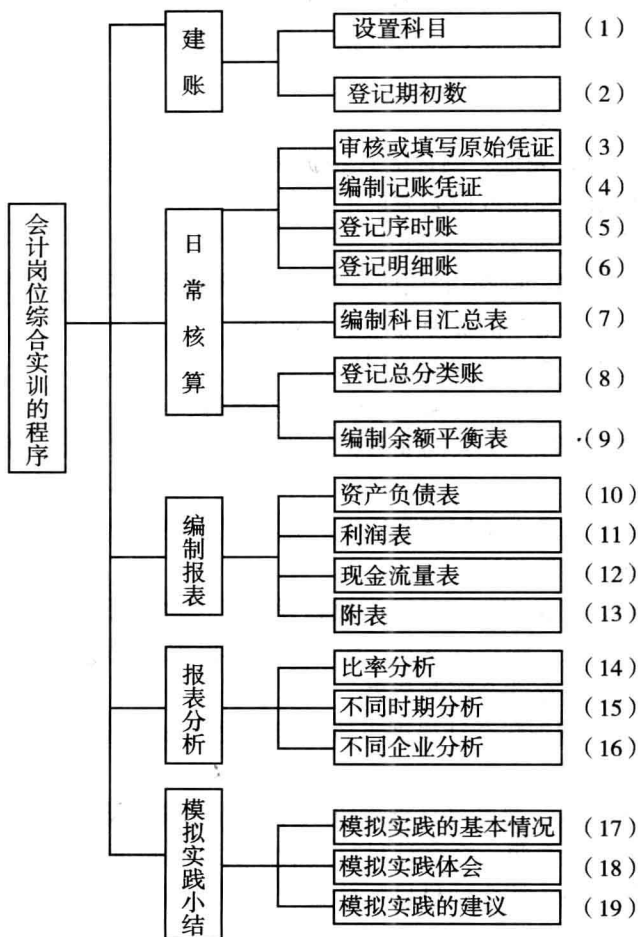 会计岗位综合实训的程序
建账
设置科目 （1）
登记期初数 （2）
日常核算
审核或填写原始凭证 （3）
编制记账凭证 （4）
登记序时账 （5）
登记明细账 （6）
编制科目汇总表 （7）
登记总分类账 （8）
编制余额平衡表 （9）
编制报表
资产负债表 （10）
利润表 （11）
现金流量表 （12）
附表 （13）
报表分析
比率分析 （14）
不同时期分析 （15）
不同企业分析 （16）
模拟实践小结
模拟实践的基本情况 （17）
模拟实践体会 （18）
模拟实践的建议 （19）